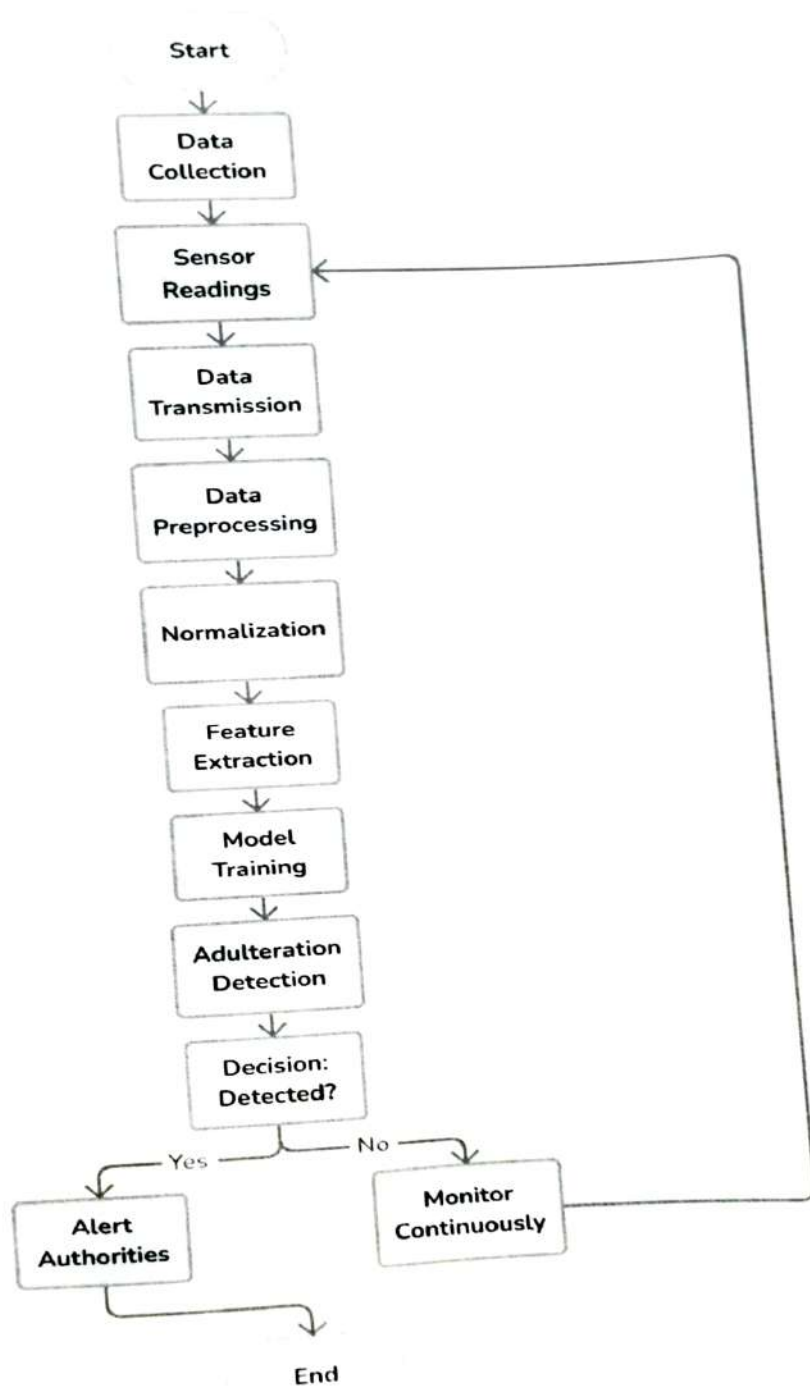 Start
Data
Collection
Sensor
Readings
Data
Transmission
Data
Preprocessing
Normalization
Feature
Extraction
Model
Training
Adulteration
Detection
Decision:
Detected?
Yes
No
Alert
Authorities
Monitor
Continuously
End